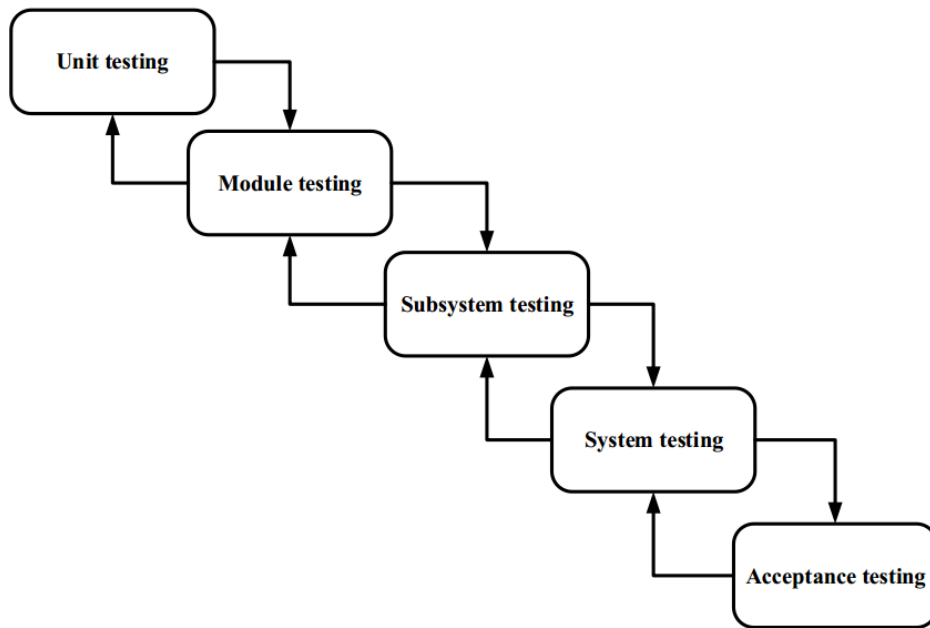 Unit testing
Module testing
Subsystem testing
System testing
Acceptance testing